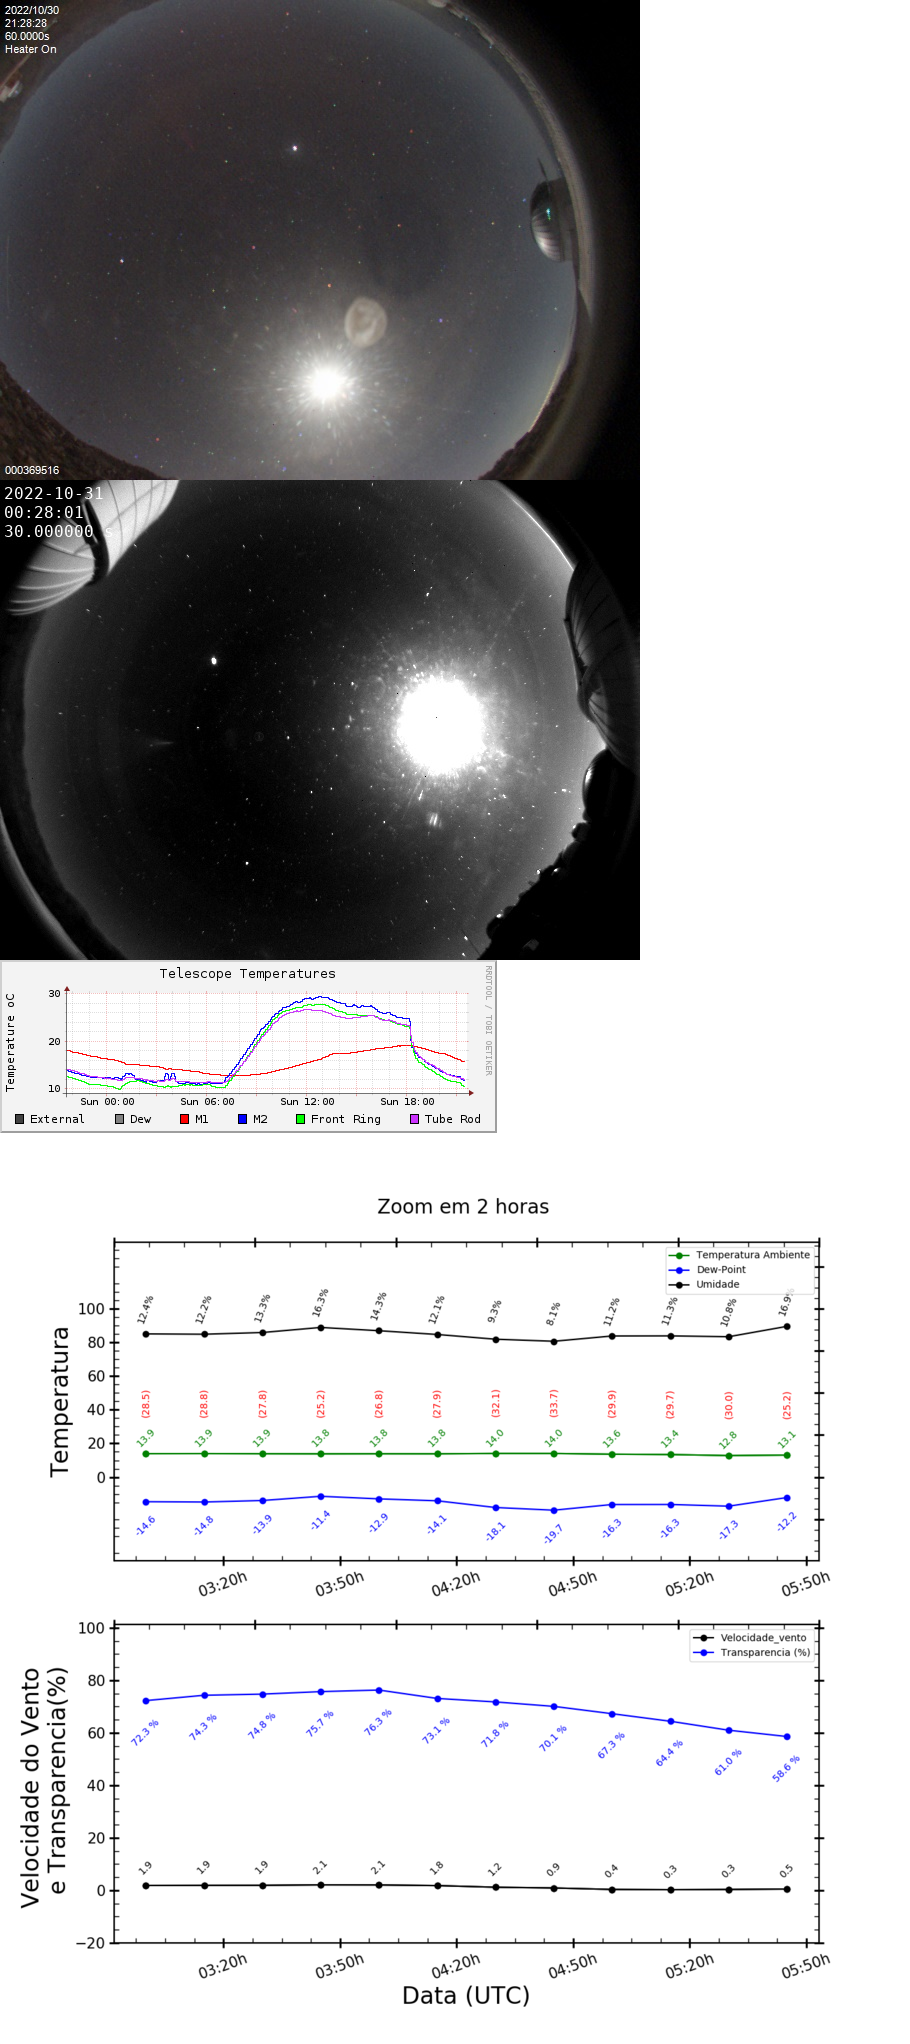 2022/10/30
21:28:28
60.0000s
Heater On
000369516
2022-10-31
00:28:01
30.000000 s
Telescope Temperatures
RRDTOOL / TOBI OETIKER
Temperature oC
30
20
10
Sun 00:00 Sun 06:00 Sun 12:00 Sun 18:00
External Dew M1 M2 Front Ring Tube Rod
Zoom em 2 horas
Temperatura Ambiente
Dew-Point
Umidade
Temperatura
100
80
60
40
20
0
12.4% 12.2% 13.3% 16.3% 14.3% 12.1% 9.3% 8.1% 11.2% 11.3% 10.8% 16.9%
(28.5) (28.8) (27.8) (25.2) (26.8) (27.9) (32.1) (33.7) (29.9) (29.7) (30.0) (25.2)
13.9 13.9 13.9 13.8 13.8 13.8 14.0 14.0 13.6 13.4 12.8 13.1
-14.6 -14.8 -13.9 -11.4 -12.9 -14.1 -18.1 -19.7 -16.3 -16.3 -17.3 -12.2
03:20h 03:50h 04:20h 04:50h 05:20h 05:50h
Velocidade_vento
Transparencia (%)
Velocidade do Vento
e Transparencia(%)
100
80
60
40
20
0
−20
72.3 % 74.3 % 74.8 % 75.7 % 76.3 % 73.1 % 71.8 % 70.1 % 67.3 % 64.4 % 61.0 % 58.6 %
1.9 1.9 1.9 2.1 2.1 1.8 1.2 0.9 0.4 0.3 0.3 0.5
03:20h 03:50h 04:20h 04:50h 05:20h 05:50h
Data (UTC)